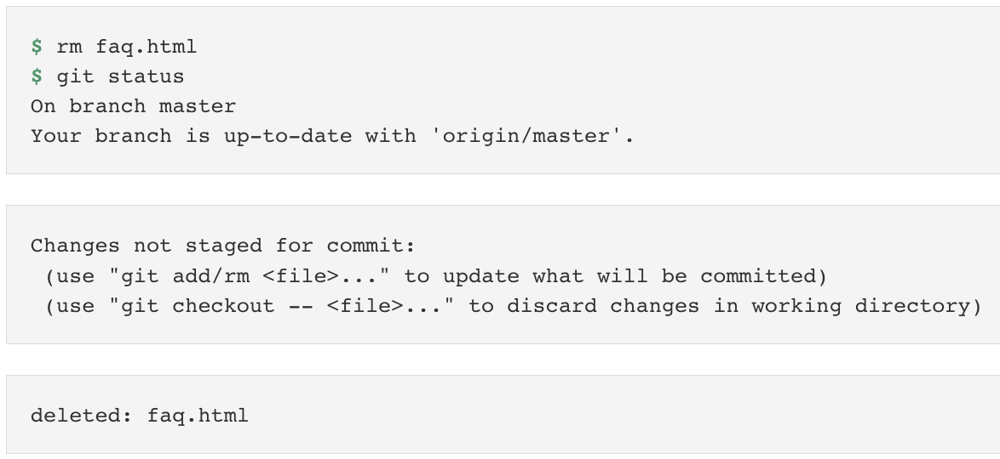 $ rm faq.html
$ git status
On branch master
Your branch is up-to-date with 'origin/master'.
Changes not staged for commit:
(use "git add/rm <file>..." to update what will be committed)
(use "git checkout -- <file>..." to discard changes in working directory)
deleted: faq.html